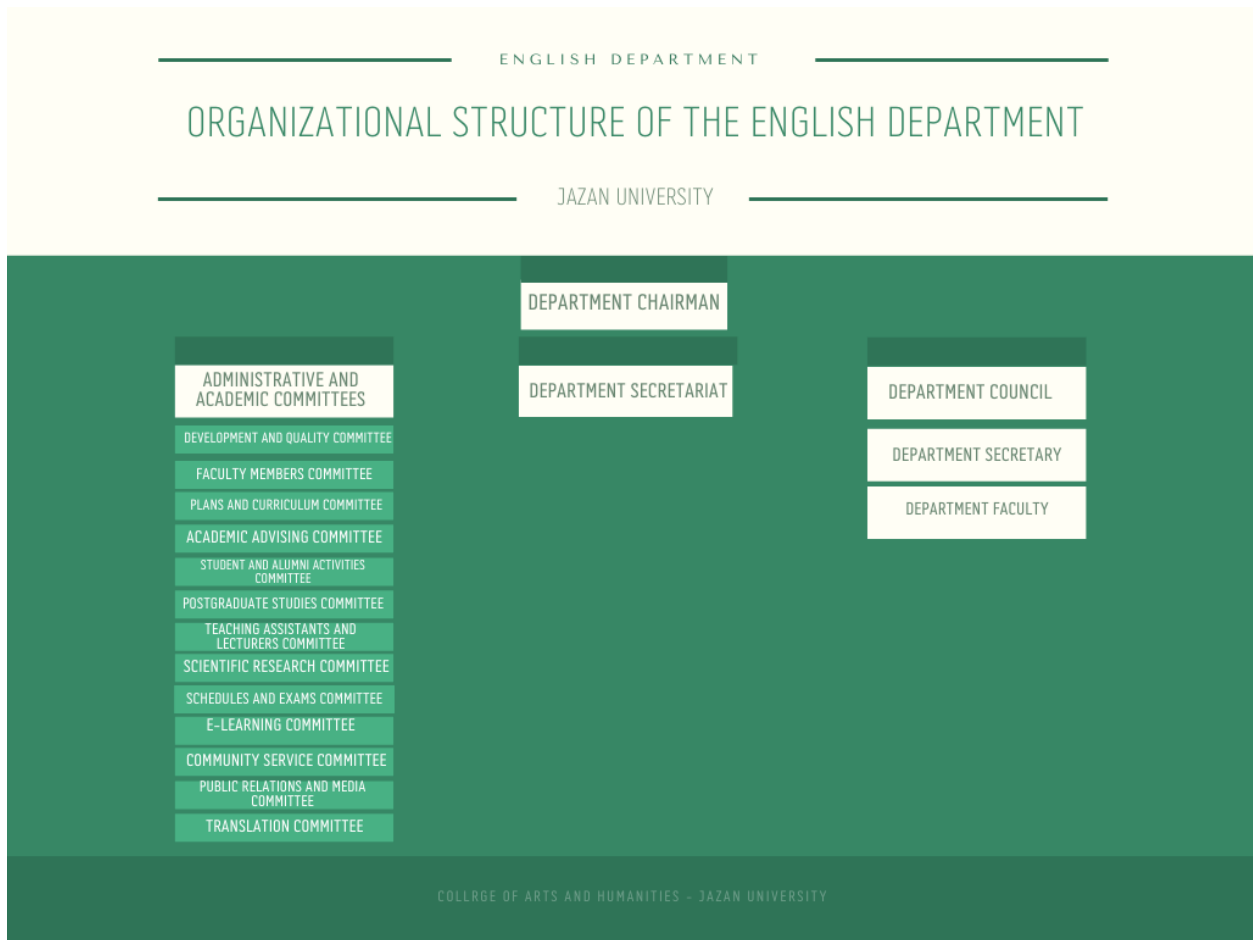 ENGLISH DEPARTMENT
ORGANIZATIONAL STRUCTURE OF THE ENGLISH DEPARTMENT
JAZAN UNIVERSITY
DEPARTMENT CHAIRMAN
ADMINISTRATIVE AND
ACADEMIC COMMITTEES
DEVELOPMENT AND QUALITY COMMITTEE
FACULTY MEMBERS COMMITTEE
PLANS AND CURRICULUM COMMITTEE
ACADEMIC ADVISING COMMITTEE
STUDENT AND ALUMNI ACTIVITIES
COMMITTEE
POSTGRADUATE STUDIES COMMITTEE
TEACHING ASSISTANTS AND
LECTURERS COMMITTEE
SCIENTIFIC RESEARCH COMMITTEE
SCHEDULES AND EXAMS COMMITTEE
E-LEARNING COMMITTEE
COMMUNITY SERVICE COMMITTEE
PUBLIC RELATIONS AND MEDIA
COMMITTEE
TRANSLATION COMMITTEE
DEPARTMENT SECRETARIAT
DEPARTMENT COUNCIL
DEPARTMENT SECRETARY
DEPARTMENT FACULTY
COLLRGE OF ARTS AND HUMANITIES - JAZAN UNIVERSITY